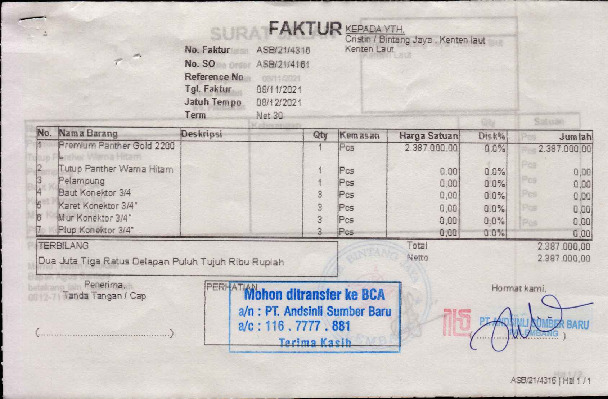 FAKTUR
KEPADA YTH.
Cristin / Bintang Jaya . Kenten laut
Kenten Laut
No. Faktur ASB/21/4316
No. SO ASB/21/4161
Reference No
Tgl. Faktur 08/11/2021
Jatuh Tempo 08/12/2021
Term Net 30
No. Nama Barang Deskripsi Qty Kemasan Harga Satuan Disk% Jumlah
1 Premium Panther Gold 2200 L 1 Pcs 2.387.000,00 0.0% 2.387.000,00
2 Tutup Panther Warna Hitam 1 Pcs 0,00 0.0% 0,00
3 Pelampung 1 Pcs 0,00 0.0% 0,00
4 Baut Konektor 3/4 3 Pcs 0,00 0.0% 0,00
5 Karet Konektor 3/4" 3 Pcs 0,00 0.0% 0,00
6 Mur Konektor 3/4" 3 Pcs 0,00 0.0% 0,00
7 Plup Konektor 3/4" 3 Pcs 0,00 0.0% 0,00
TERBILANG
Total 2.387.000,00
Dua Juta Tiga Ratus Delapan Puluh Tujuh Ribu Rupiah
Netto 2.387.000,00
Penerima,
Tanda Tangan / Cap
PERHATIAN
Mohon ditransfer ke BCA
a/n : PT. Andsinli Sumber Baru
a/c : 116 . 7777 . 881
Terima Kasih
Hormat kami,
PT. ANDSINLI SUMBER BARU
PALEMBANG
ASB/21/4316 | Hal 1 / 1